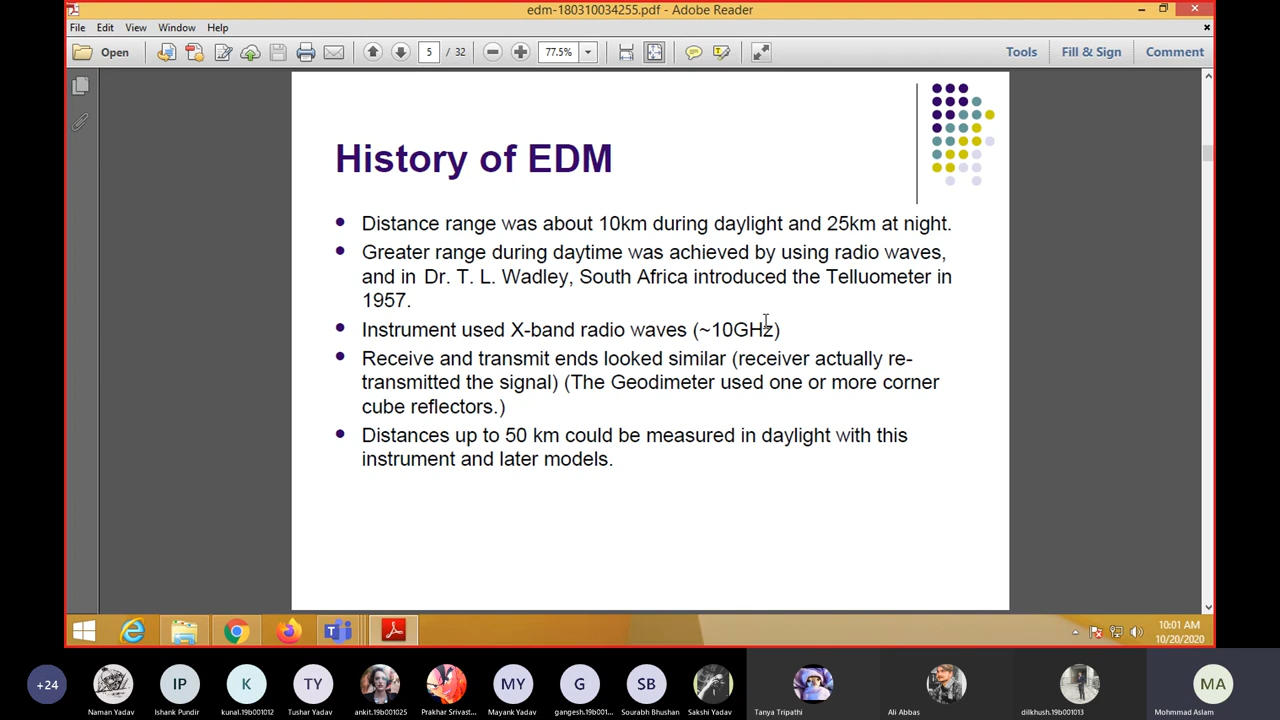 edm-180310034255.pdf - Adobe Reader
File Edit View Window Help
Open 5 / 32 77.5% Tools Fill & Sign Comment
History of EDM
Distance range was about 10km during daylight and 25km at night.
Greater range during daytime was achieved by using radio waves,
and in Dr. T. L. Wadley, South Africa introduced the Telluometer in
1957.
Instrument used X-band radio waves (~10GHz)
Receive and transmit ends looked similar (receiver actually re-
transmitted the signal) (The Geodimeter used one or more corner
cube reflectors.)
Distances up to 50 km could be measured in daylight with this
instrument and later models.
10:01 AM
10/20/2020
+24 IP K TY MY G SB MA
Naman Yadav Ishank Pundir kunal.19b001012 Tushar Yadav ankit.19b001025 Prakhar Srivast... Mayank Yadav gangesh.19b001... Sourabh Bhushan Sakshi Yadav Tanya Tripathi Ali Abbas dilkhush.19b001013 Mohmmad Aslam